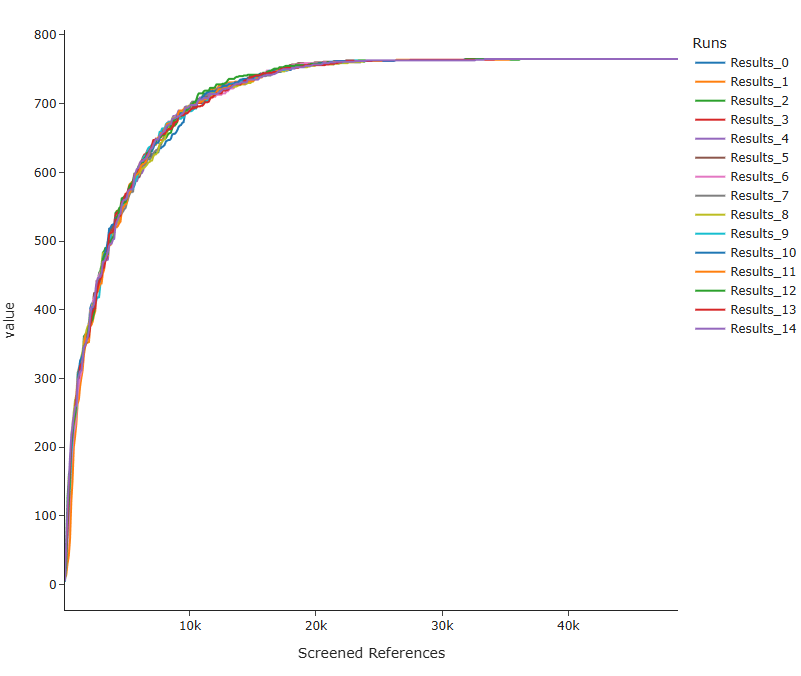 800
700
600
500
400
300
200
100
0
value
10k
20k
30k
40k
Screened References
Runs
Results_0
Results_1
Results_2
Results_3
Results_4
Results_5
Results_6
Results_7
Results_8
Results_9
Results_10
Results_11
Results_12
Results_13
Results_14